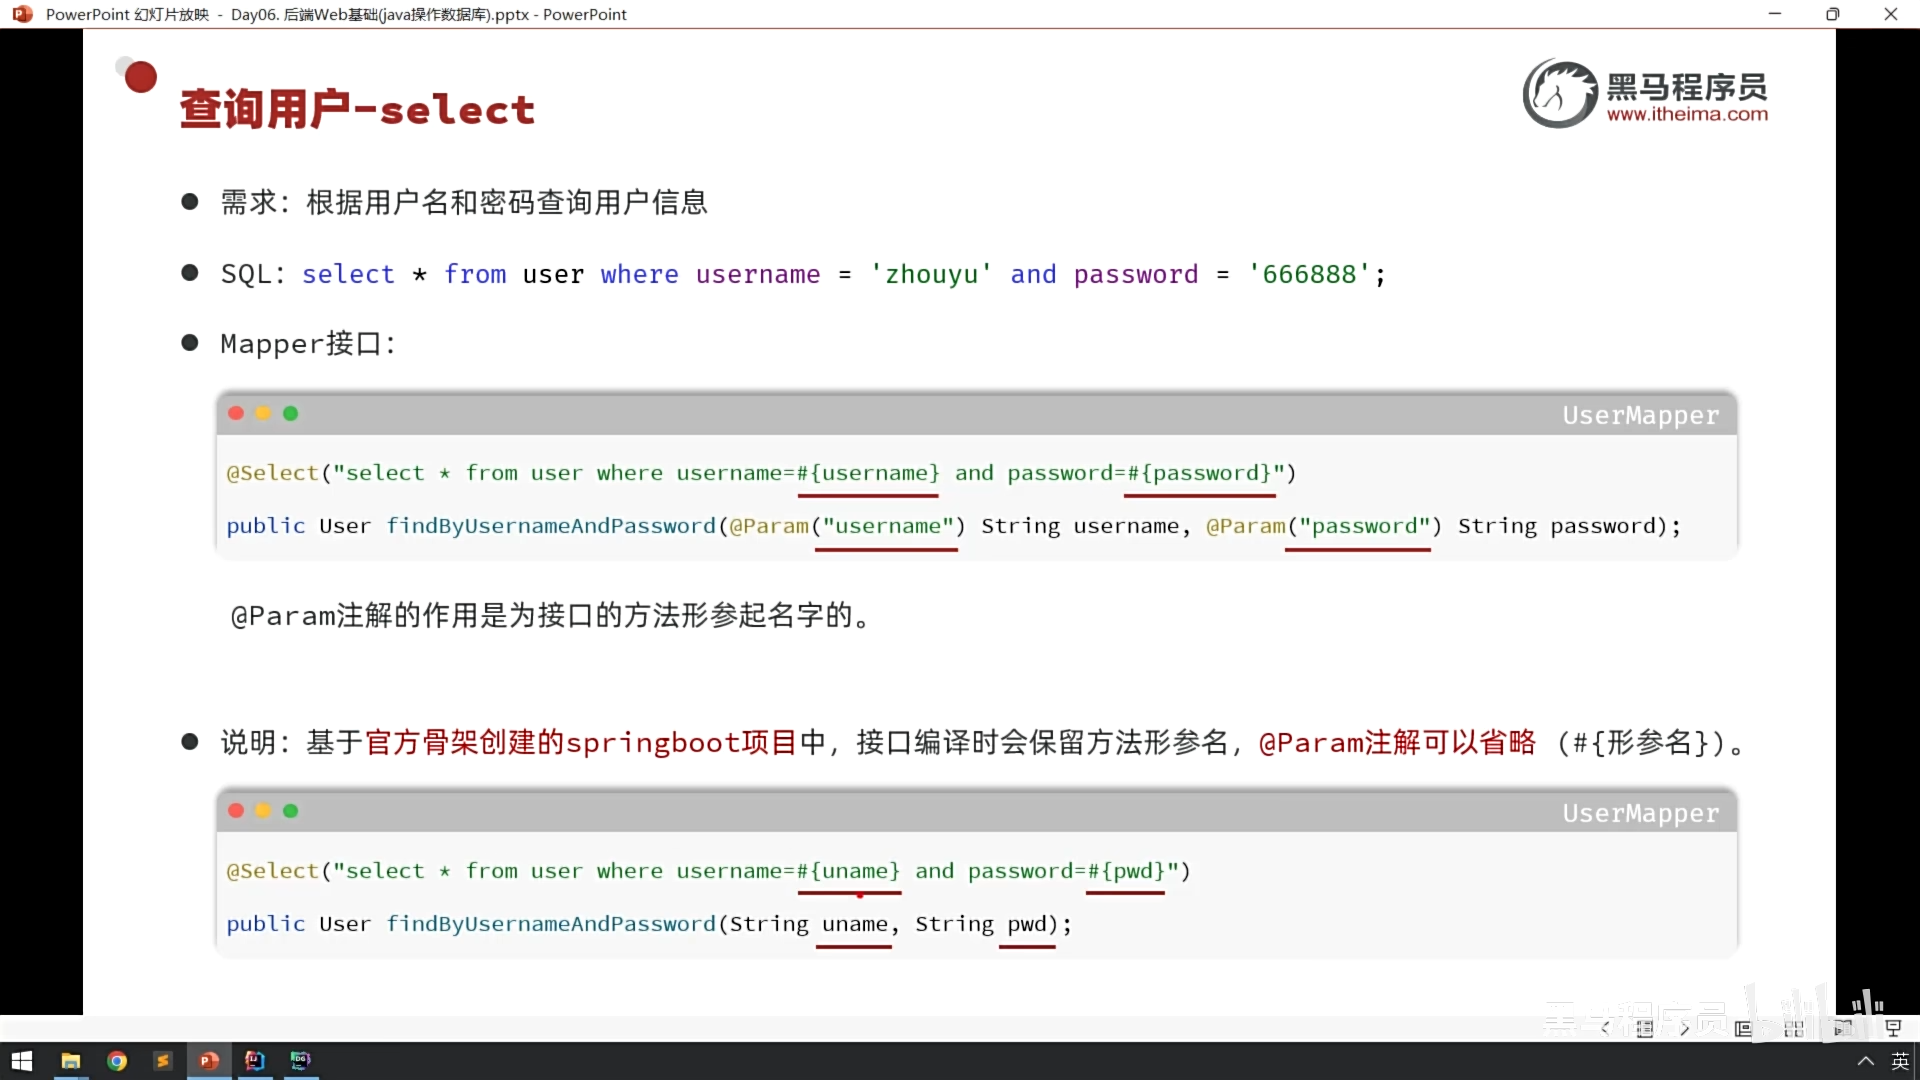 PowerPoint 幻灯片放映 - Day06. 后端Web基础(java操作数据库).pptx - PowerPoint
查询用户-select
黑马程序员
www.itheima.com
需求：根据用户名和密码查询用户信息
SQL：select * from user where username = 'zhouyu' and password = '666888';
Mapper接口：
UserMapper
@Select("select * from user where username=#{username} and password=#{password}")
public User findByUsernameAndPassword(@Param("username") String username, @Param("password") String password);
@Param注解的作用是为接口的方法形参起名字的。
说明：基于官方骨架创建的springboot项目中，接口编译时会保留方法形参名，@Param注解可以省略 (#{形参名})。
UserMapper
@Select("select * from user where username=#{uname} and password=#{pwd}")
public User findByUsernameAndPassword(String uname, String pwd);
黑马程序员
英